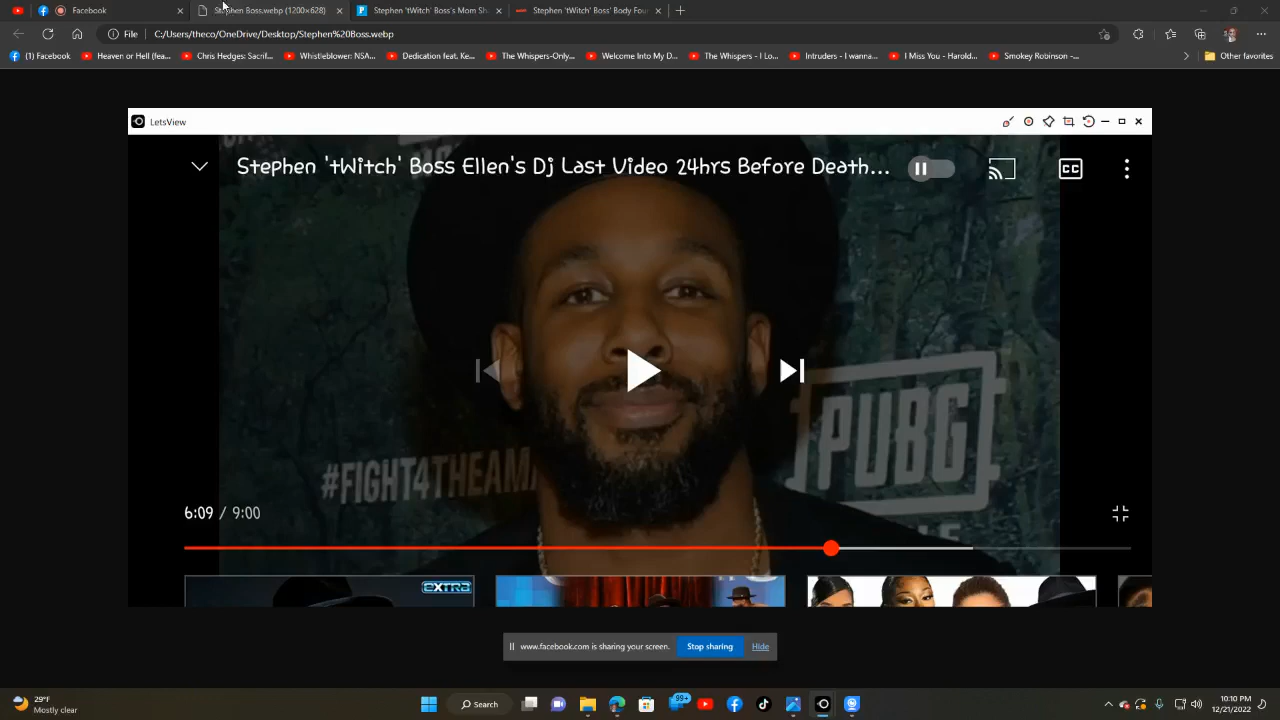 Facebook
Stephen Boss.webp (1200×628)
Stephen 'tWitch' Boss's Mom Sh
Stephen 'tWitch' Boss' Body Four
File
C:/Users/theco/OneDrive/Desktop/Stephen%20Boss.webp
(1) Facebook
Heaven or Hell (fea...
Chris Hedges: Sacrif...
Whistleblower: NSA...
Dedication feat. Ke...
The Whispers-Only...
Welcome Into My D...
The Whispers - I Lo...
Intruders - I wanna...
I Miss You - Harold...
Smokey Robinson -...
Other favorites
LetsView
Stephen 'tWitch' Boss Ellen's Dj Last Video 24hrs Before Death...
CC
PUBG
#FIGHT4THEAM
6:09 / 9:00
extra
www.facebook.com is sharing your screen.
Stop sharing
Hide
29°F
Mostly clear
Search
99+
10:10 PM
12/21/2022